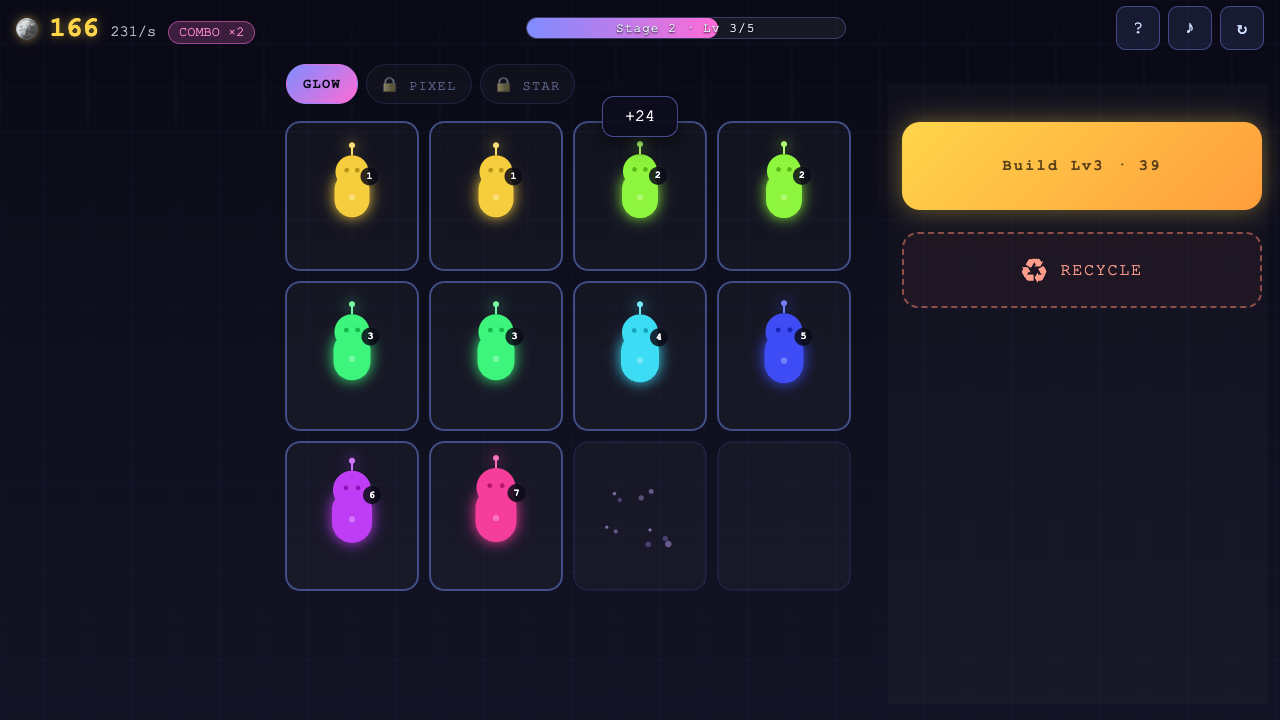 166 231/s COMBO ×2
Stage 2 · Lv 3/5
? ♪ ↻
GLOW PIXEL STAR
+24
1 1 2 2
Build Lv3 · 39
RECYCLE
3 3 4 5
6 7